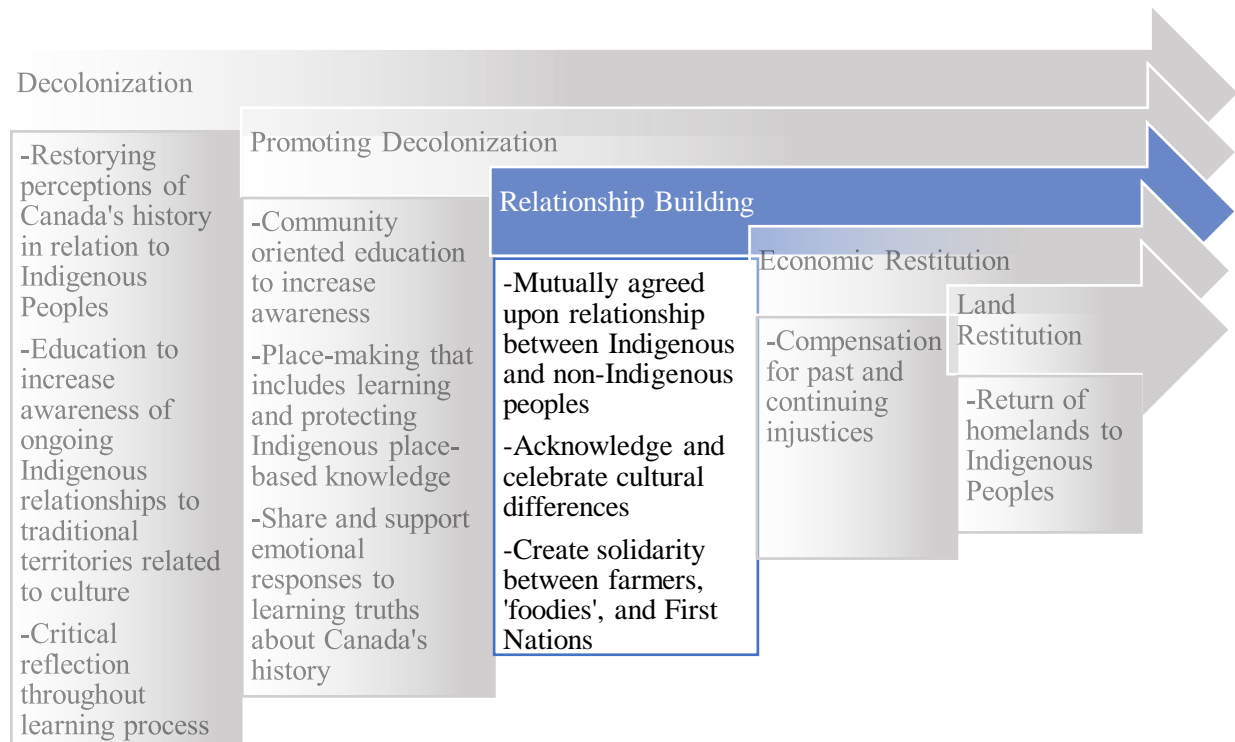 Decolonization
-Restorying
perceptions of
Canada's history
in relation to
Indigenous
Peoples
-Education to
increase
awareness of
ongoing
Indigenous
relationships to
traditional
territories related
to culture
-Critical
reflection
throughout
learning process
Promoting Decolonization
-Community
oriented education
to increase
awareness
-Place-making that
includes learning
and protecting
Indigenous place-
based knowledge
-Share and support
emotional
responses to
learning truths
about Canada's
history
Relationship Building
-Mutually agreed
upon relationship
between Indigenous
and non-Indigenous
peoples
-Acknowledge and
celebrate cultural
differences
-Create solidarity
between farmers,
'foodies', and First
Nations
Economic Restitution
-Compensation
for past and
continuing
injustices
Land
Restitution
-Return of
homelands to
Indigenous
Peoples